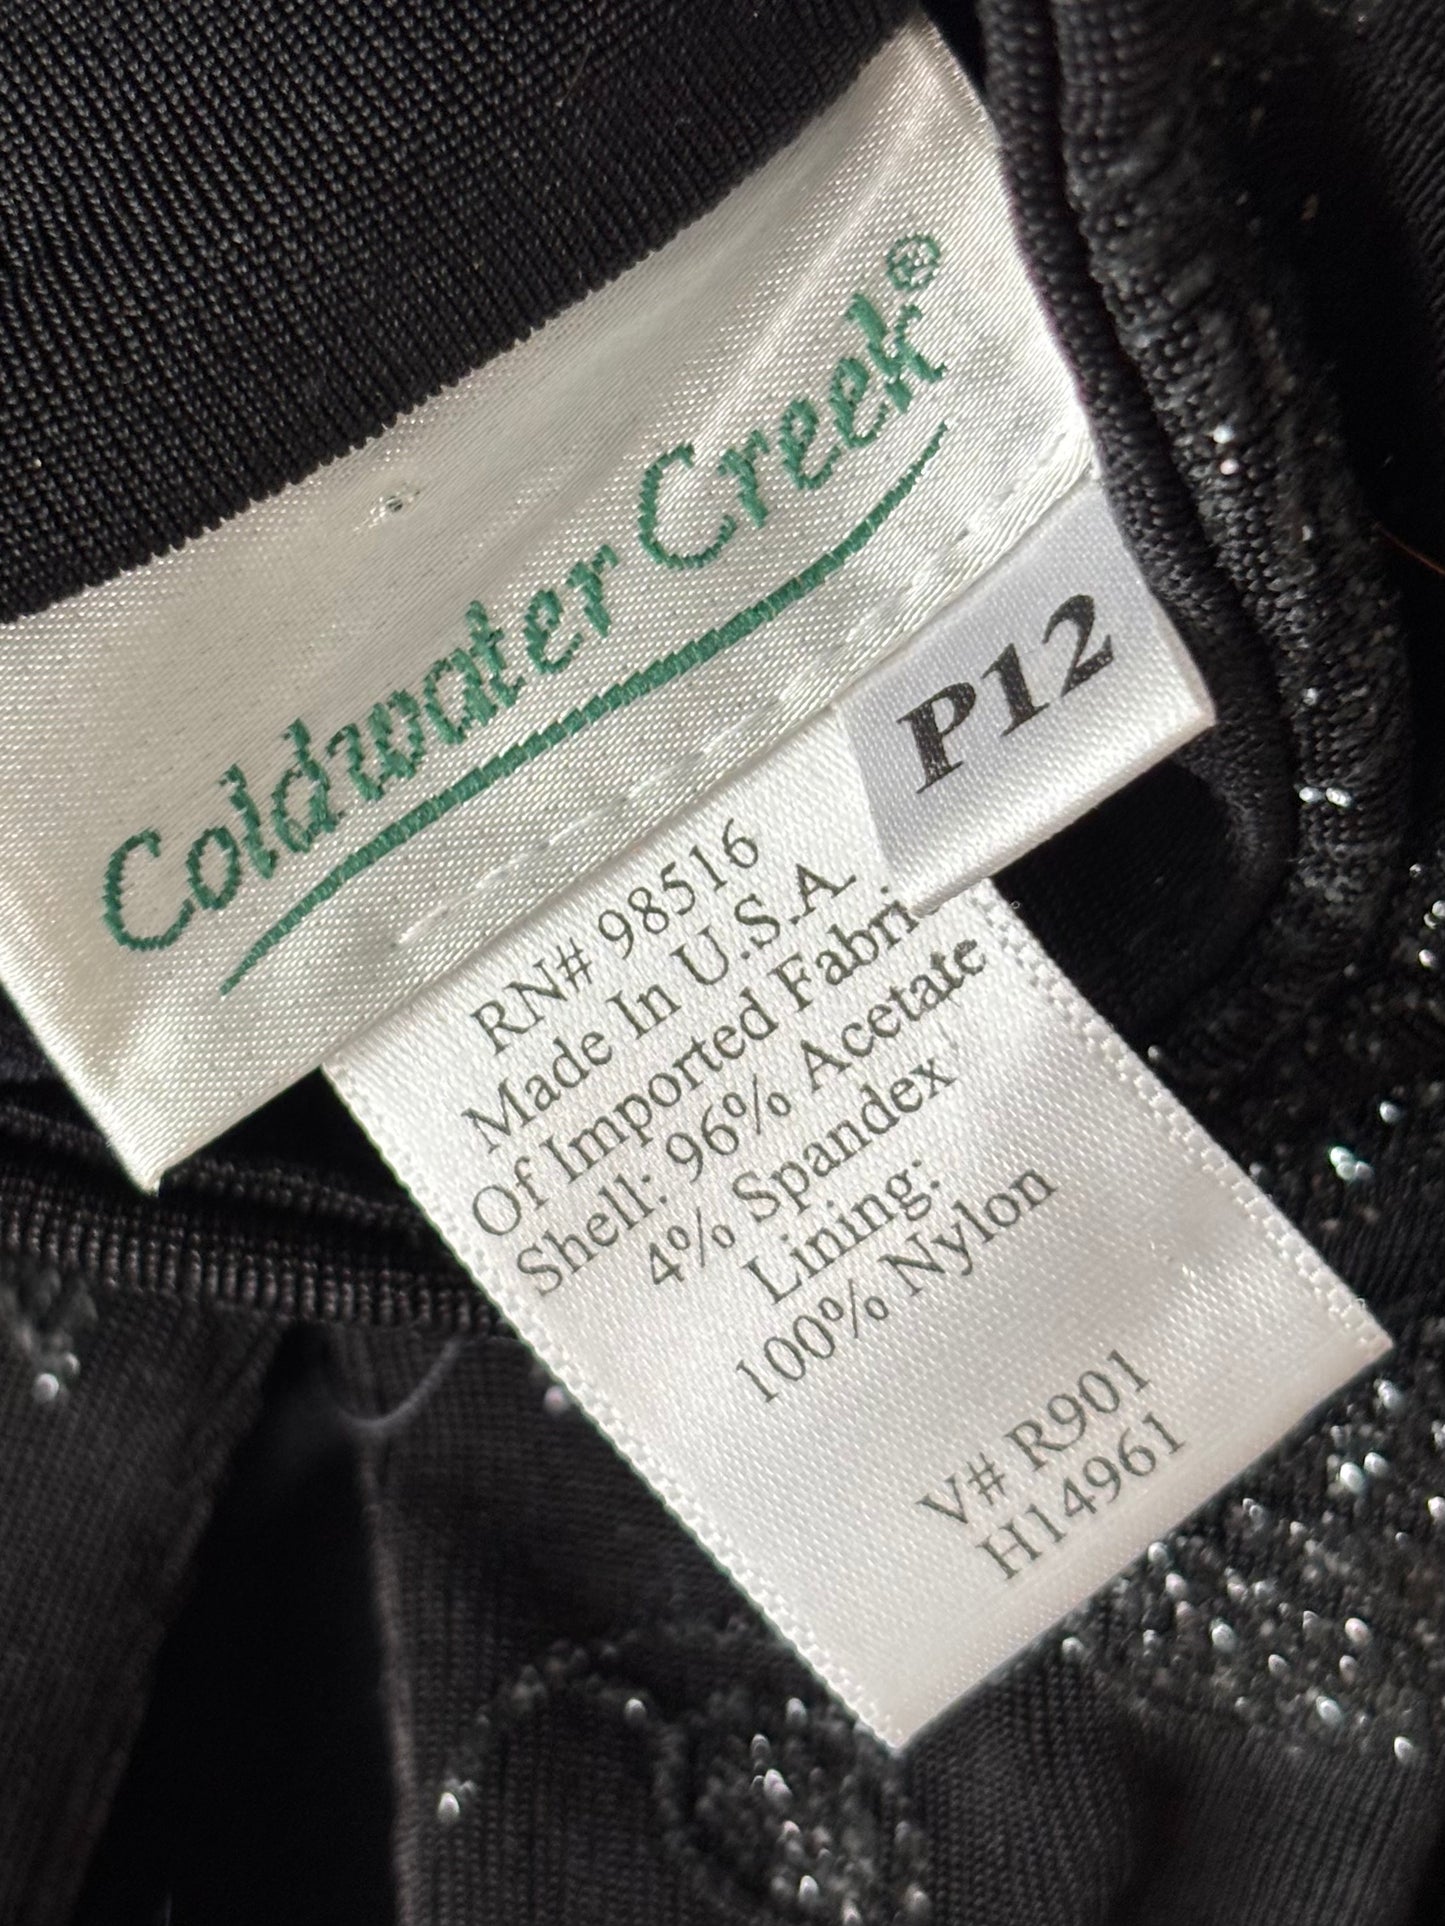 Coldwater Creek®
P12
RN# 98516
Made In U.S.A.
Of Imported Fabri
Shell: 96% Acetate
4% Spandex
Lining:
100% Nylon
V# R901
H14961